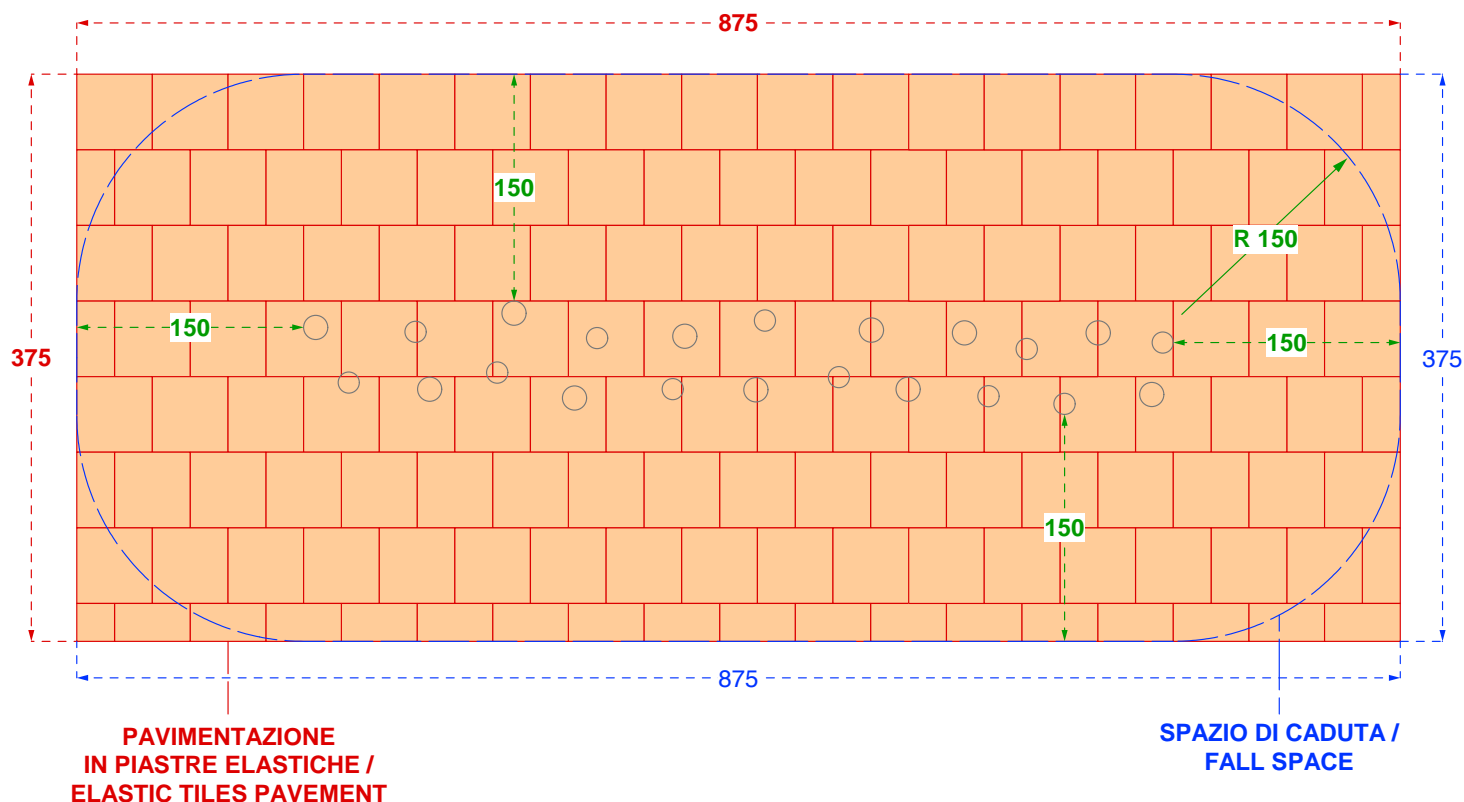 875
150
R 150
150
150
375
375
150
875
PAVIMENTAZIONE
IN PIASTRE ELASTICHE /
ELASTIC TILES PAVEMENT
SPAZIO DI CADUTA /
FALL SPACE